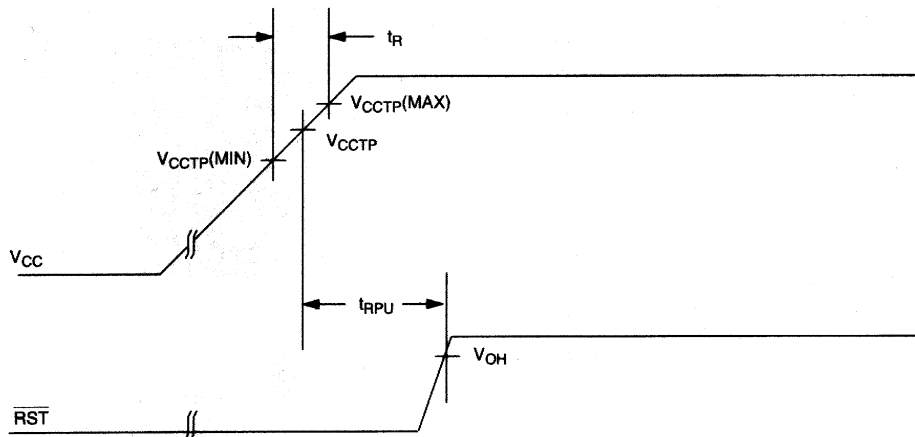 tR
VCCTP(MAX)
VCCTP
VCCTP(MIN)
VCC
tRPU
VOH
RST